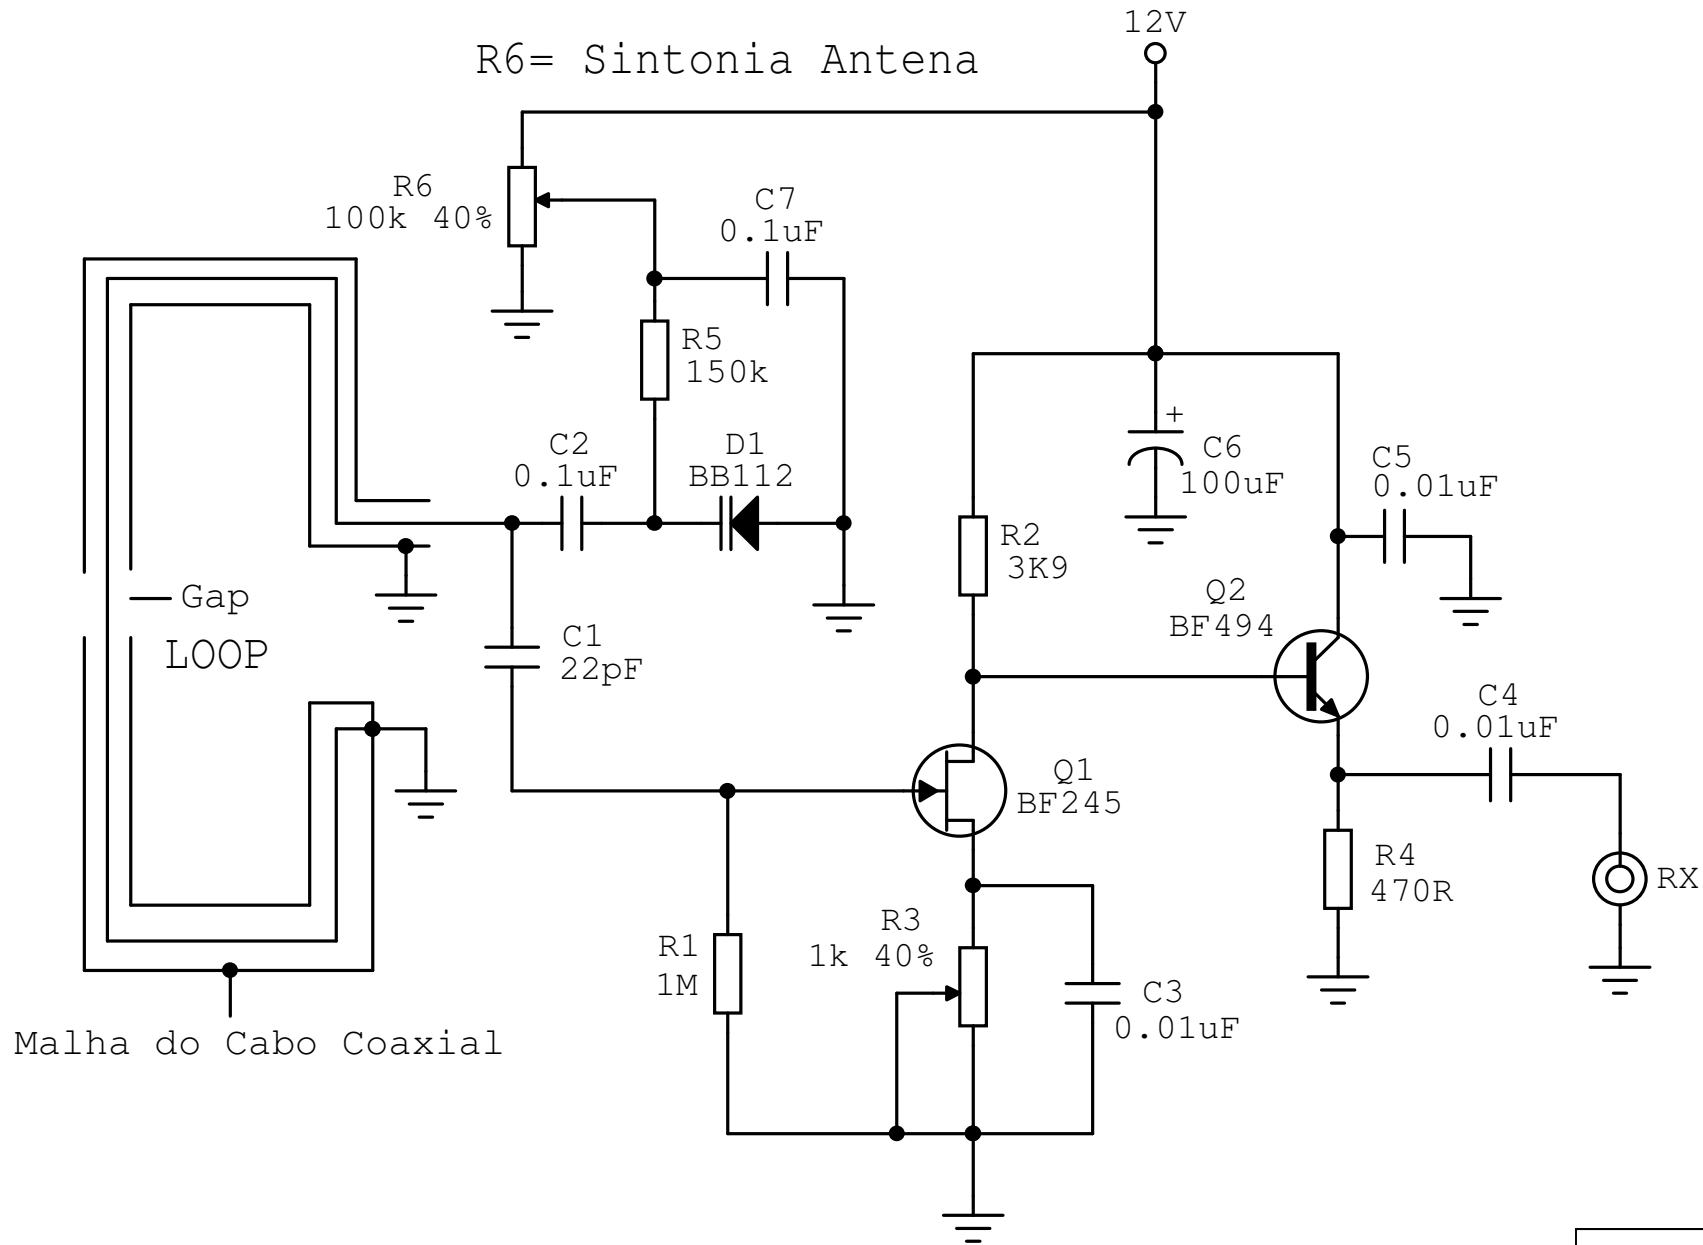 12V
R6= Sintonia Antena
R6
100k 40%
C7
0.1uF
R5
150k
C2
0.1uF
D1
BB112
+
C6
100uF
C5
0.01uF
R2
3K9
Gap
LOOP
C1
22pF
Q2
BF494
C4
0.01uF
Q1
BF245
R4
470R
RX
R1
1M
R3
1k 40%
C3
0.01uF
Malha do Cabo Coaxial